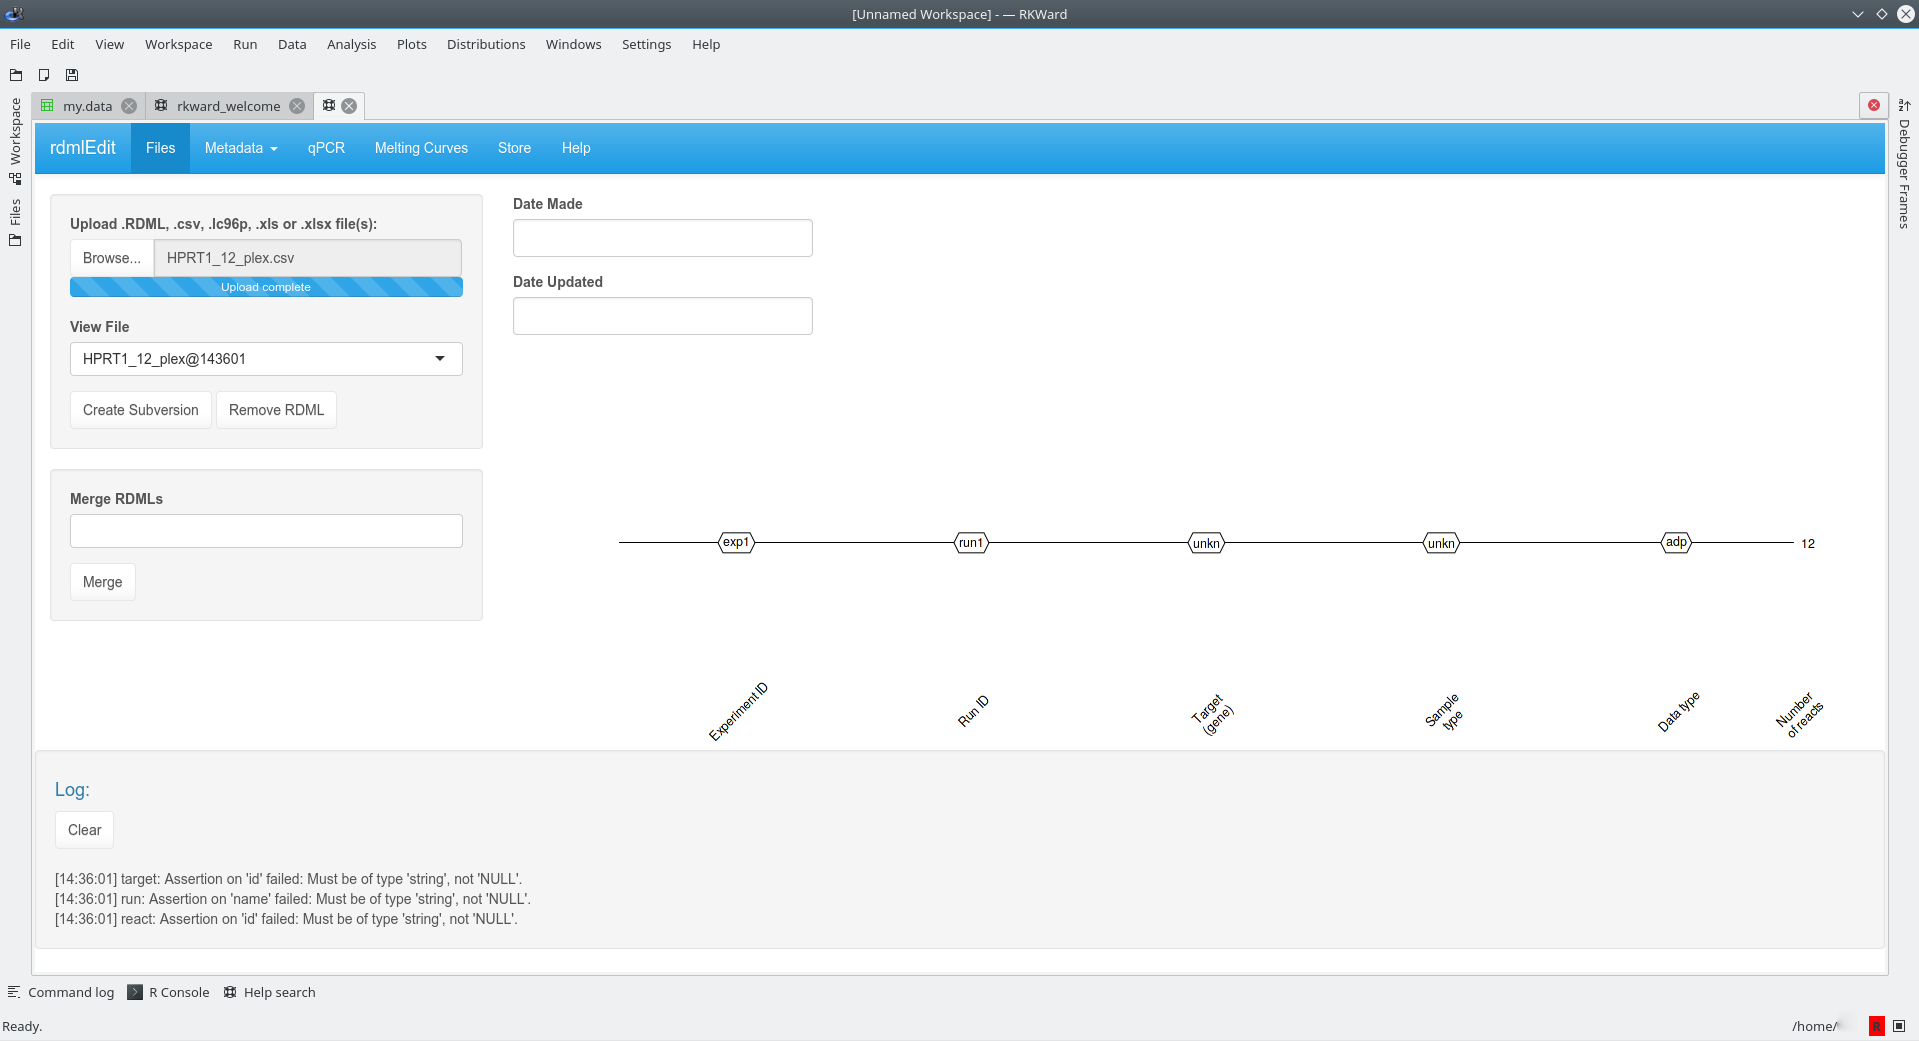 [Unnamed Workspace] - — RKWard
File Edit View Workspace Run Data Analysis Plots Distributions Windows Settings Help
my.data rkward_welcome
Workspace
Files
Debugger Frames
rdmlEdit Files Metadata qPCR Melting Curves Store Help
Upload .RDML, .csv, .lc96p, .xls or .xlsx file(s):
Browse... HPRT1_12_plex.csv
Upload complete
View File
HPRT1_12_plex@143601
Create Subversion Remove RDML
Merge RDMLs
Merge
Date Made
Date Updated
exp1 run1 unkn unkn adp 12
Experiment ID
Run ID
Target
(gene)
Sample
type
Data type
Number
of reacts
Log:
Clear
[14:36:01] target: Assertion on 'id' failed: Must be of type 'string', not 'NULL'.
[14:36:01] run: Assertion on 'name' failed: Must be of type 'string', not 'NULL'.
[14:36:01] react: Assertion on 'id' failed: Must be of type 'string', not 'NULL'.
Command log R Console Help search
Ready. /home/ R